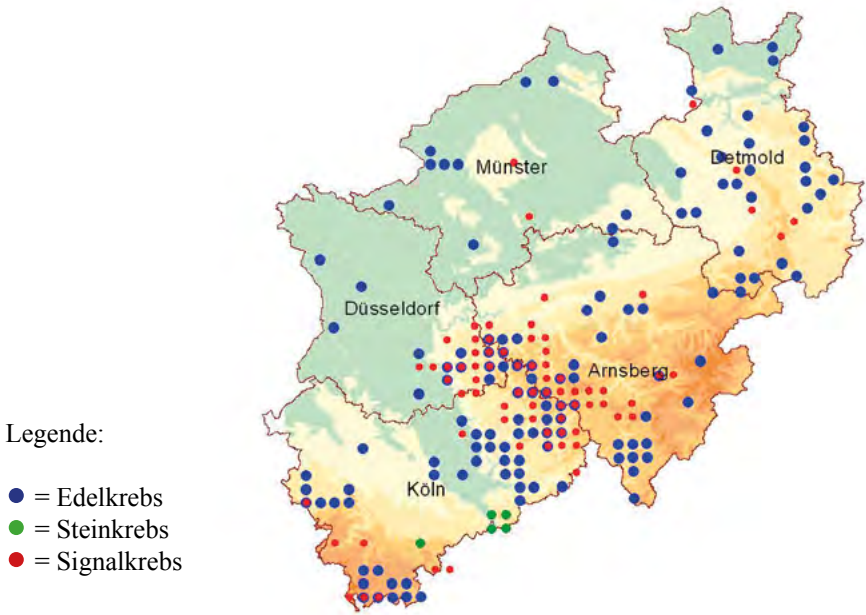 Münster
Detmold
Düsseldorf
Arnsberg
Köln
Legende:
= Edelkrebs
= Steinkrebs
= Signalkrebs